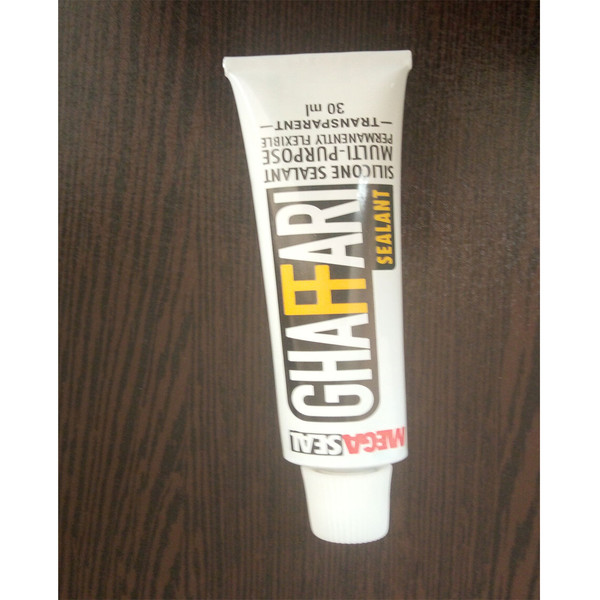 MEGA SEAL
GHAFFARI
SEALANT
SILICONE SEALANT
MULTI-PURPOSE
PERMANENTLY FLEXIBLE
—TRANSPARENT—
30 ml